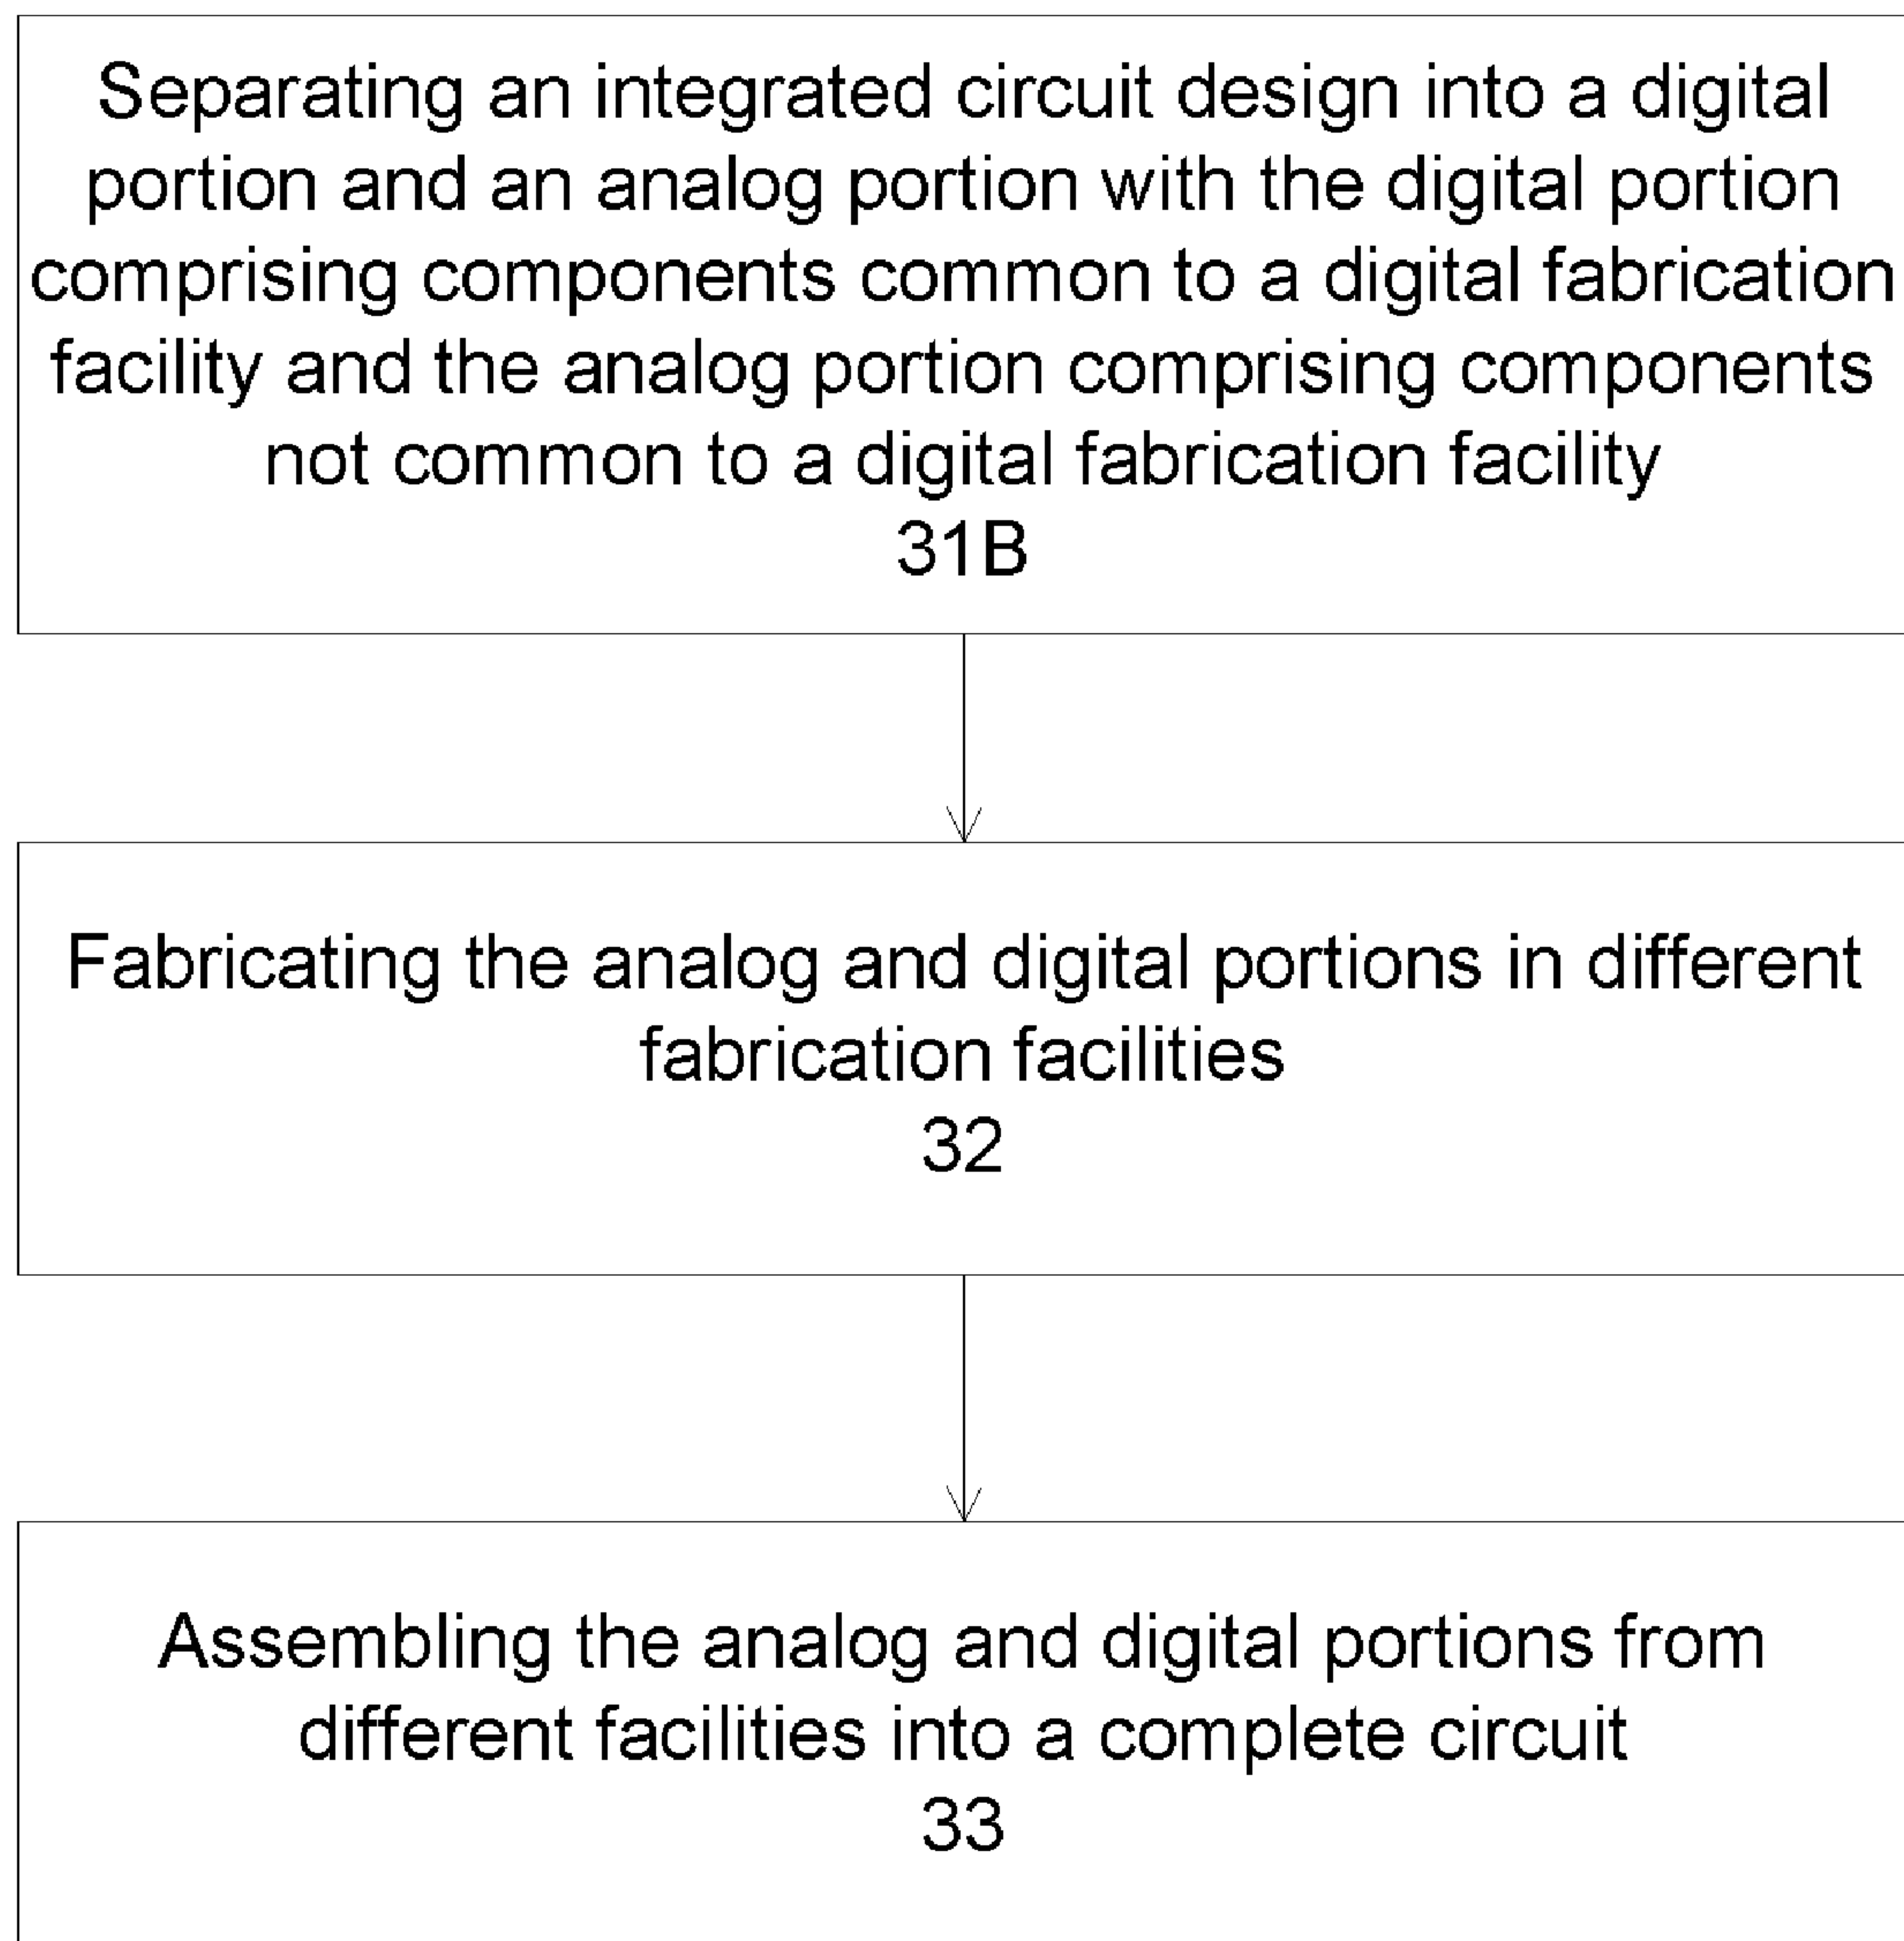 Separating an integrated circuit design into a digital
portion and an analog portion with the digital portion
comprising components common to a digital fabrication
facility and the analog portion comprising components
not common to a digital fabrication facility
31B
Fabricating the analog and digital portions in different
fabrication facilities
32
Assembling the analog and digital portions from
different facilities into a complete circuit
33